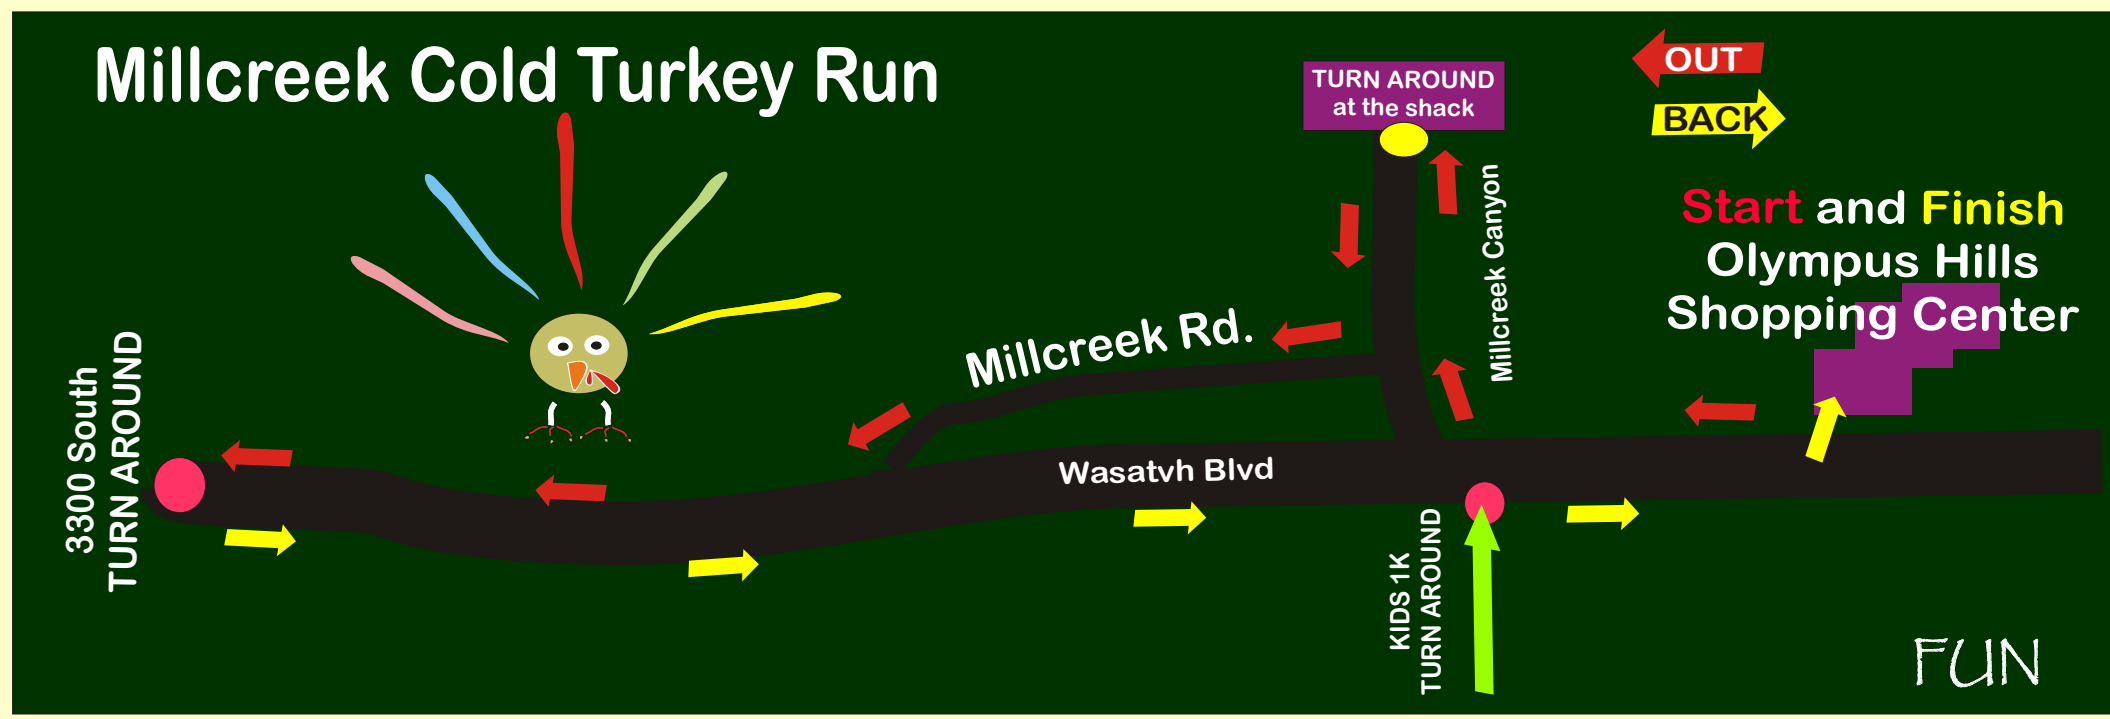 Millcreek Cold Turkey Run
OUT
BACK
TURN AROUND
at the shack
Start and Finish
Olympus Hills
Shopping Center
Millcreek Canyon
Millcreek Rd.
3300 South
TURN AROUND
Wasatvh Blvd
KIDS 1K
TURN AROUND
FUN